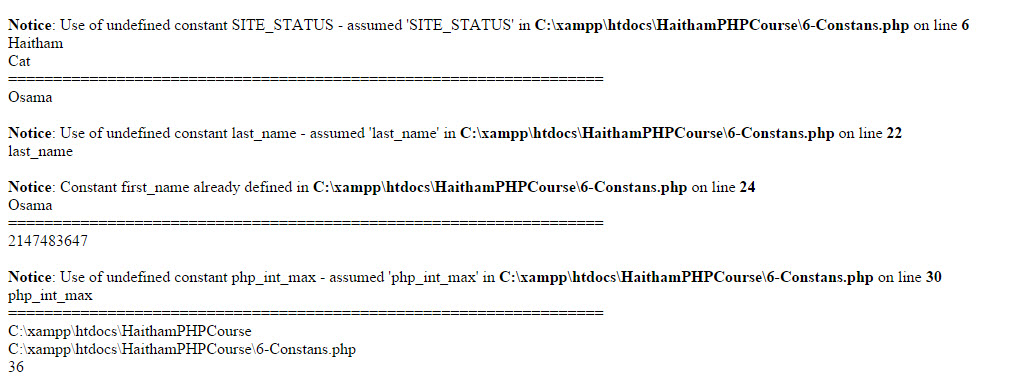 Notice: Use of undefined constant SITE_STATUS - assumed 'SITE_STATUS' in C:\xampp\htdocs\HaithamPHPCourse\6-Constans.php on line 6
Haitham
Cat
==================================================================
Osama
Notice: Use of undefined constant last_name - assumed 'last_name' in C:\xampp\htdocs\HaithamPHPCourse\6-Constans.php on line 22
last_name
Notice: Constant first_name already defined in C:\xampp\htdocs\HaithamPHPCourse\6-Constans.php on line 24
Osama
==================================================================
2147483647
Notice: Use of undefined constant php_int_max - assumed 'php_int_max' in C:\xampp\htdocs\HaithamPHPCourse\6-Constans.php on line 30
php_int_max
==================================================================
C:\xampp\htdocs\HaithamPHPCourse
C:\xampp\htdocs\HaithamPHPCourse\6-Constans.php
36